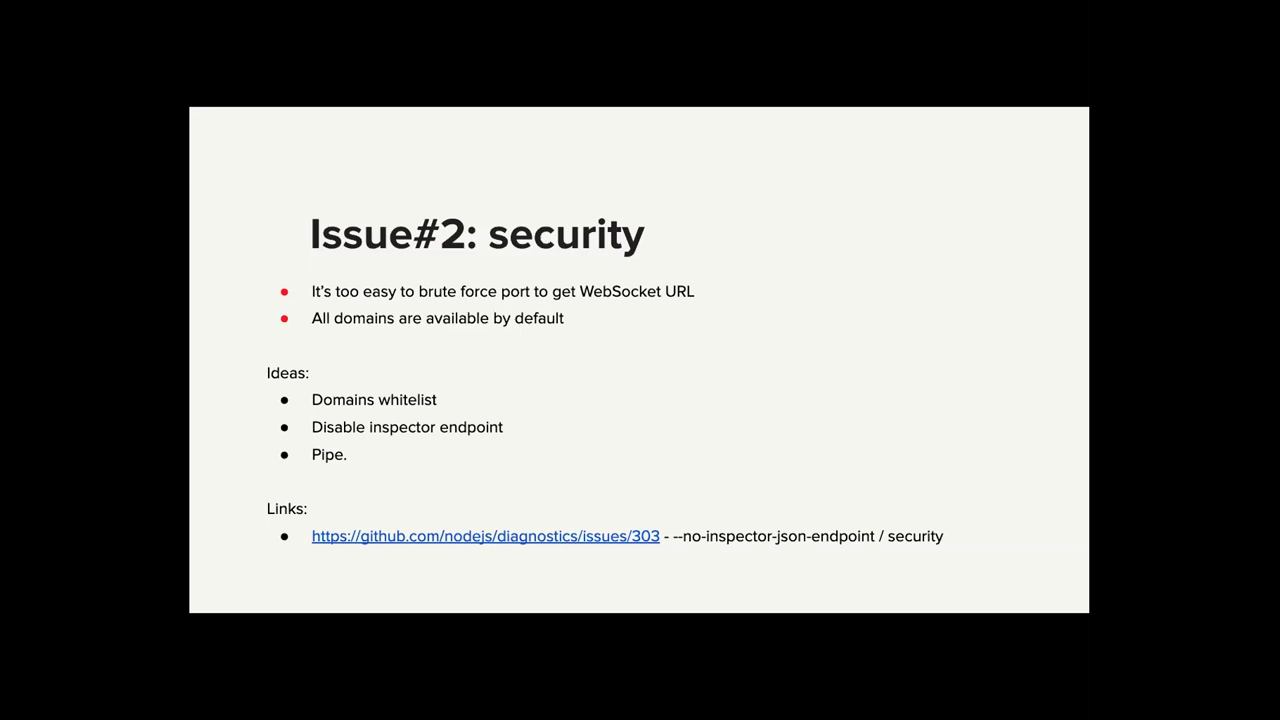 Issue#2: security
● It's too easy to brute force port to get WebSocket URL
● All domains are available by default
Ideas:
● Domains whitelist
● Disable inspector endpoint
● Pipe.
Links:
● https://github.com/nodejs/diagnostics/issues/303 - --no-inspector-json-endpoint / security